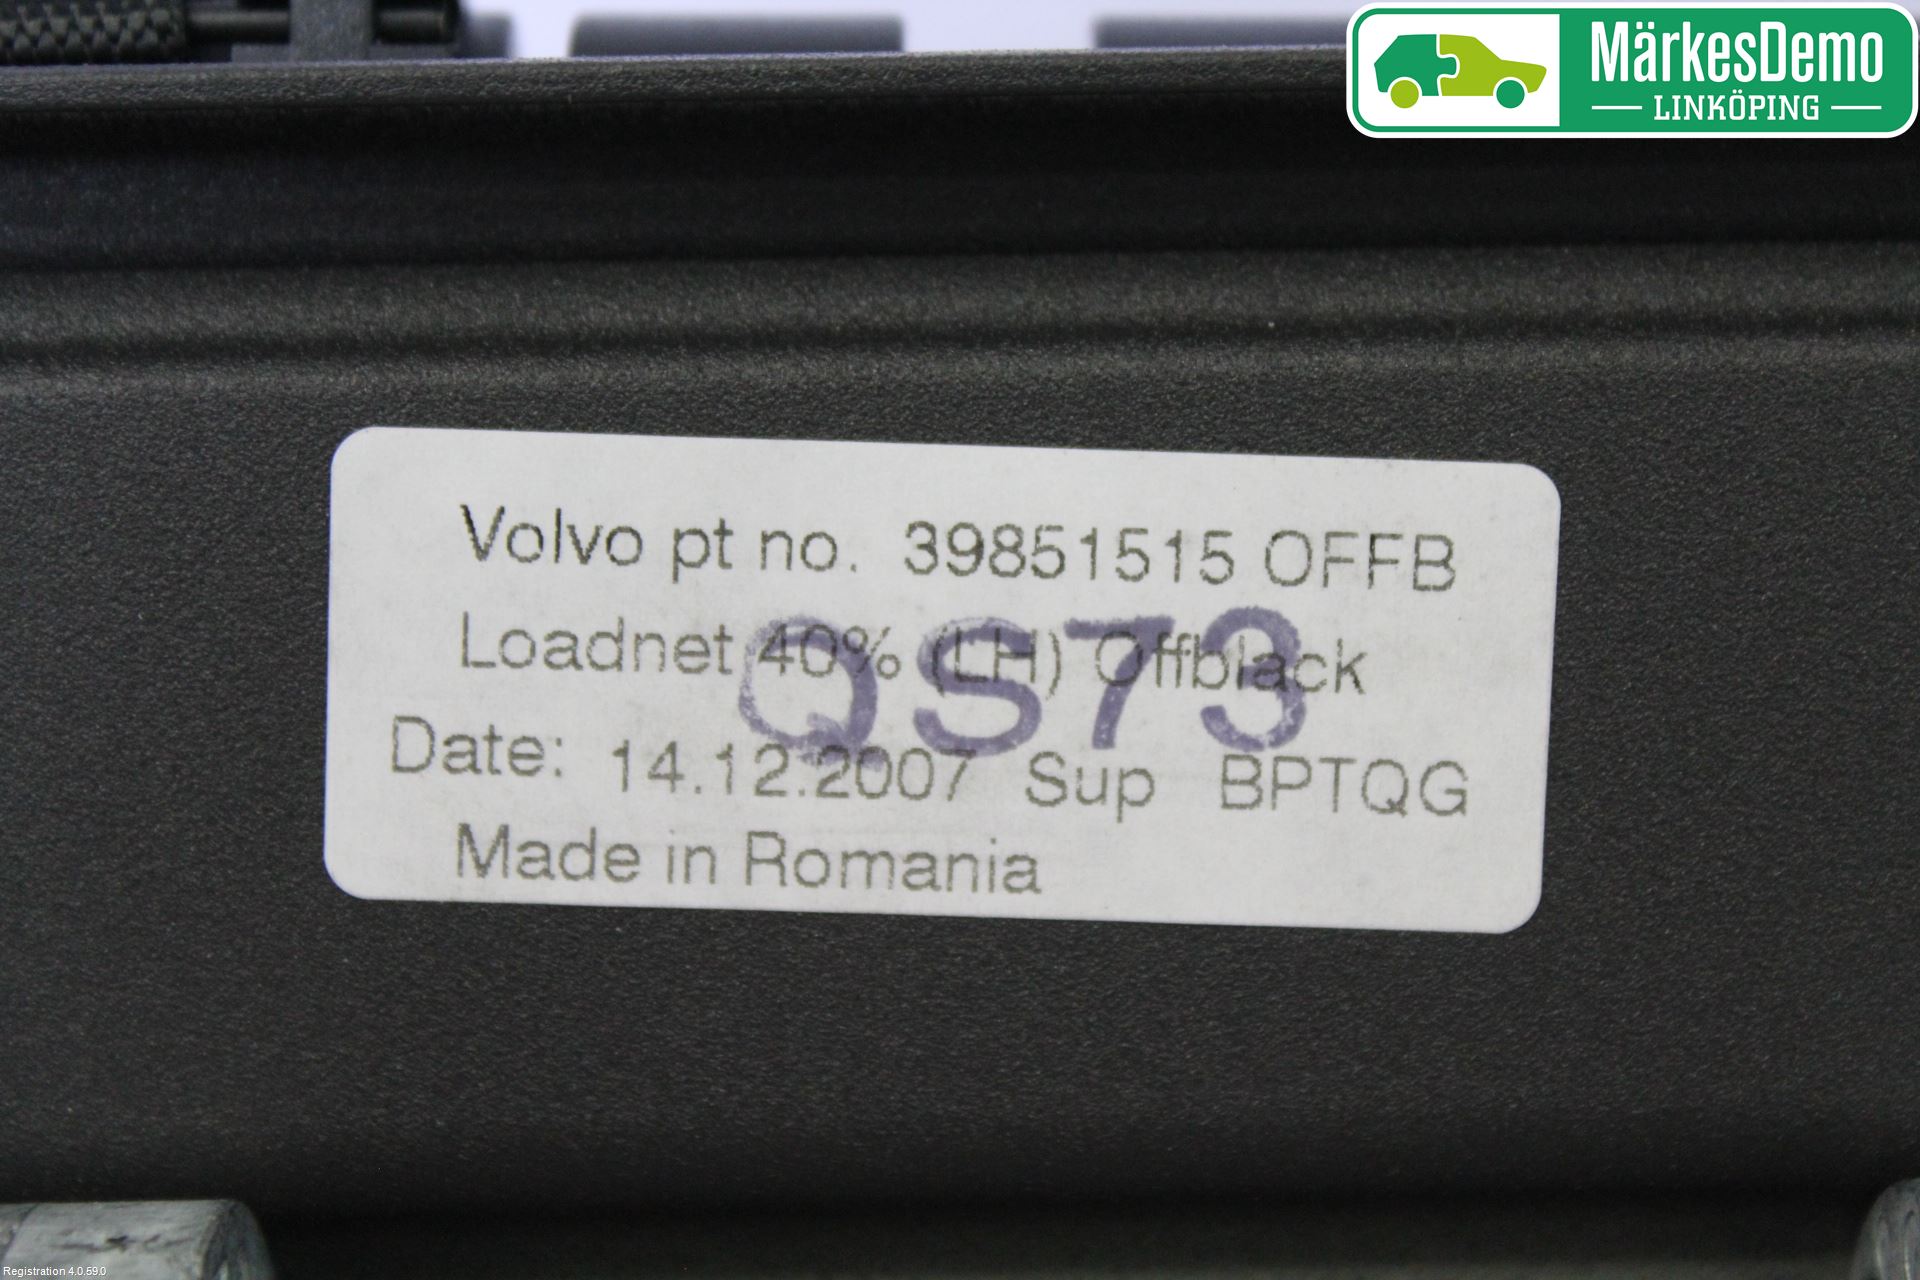 MärkesDemo
LINKÖPING
Volvo pt no. 39851515 OFFB
Loadnet 40% (LH) Offblack
QS73
Date: 14.12.2007 Sup BPTQG
Made in Romania
Registration 4.0.59.0